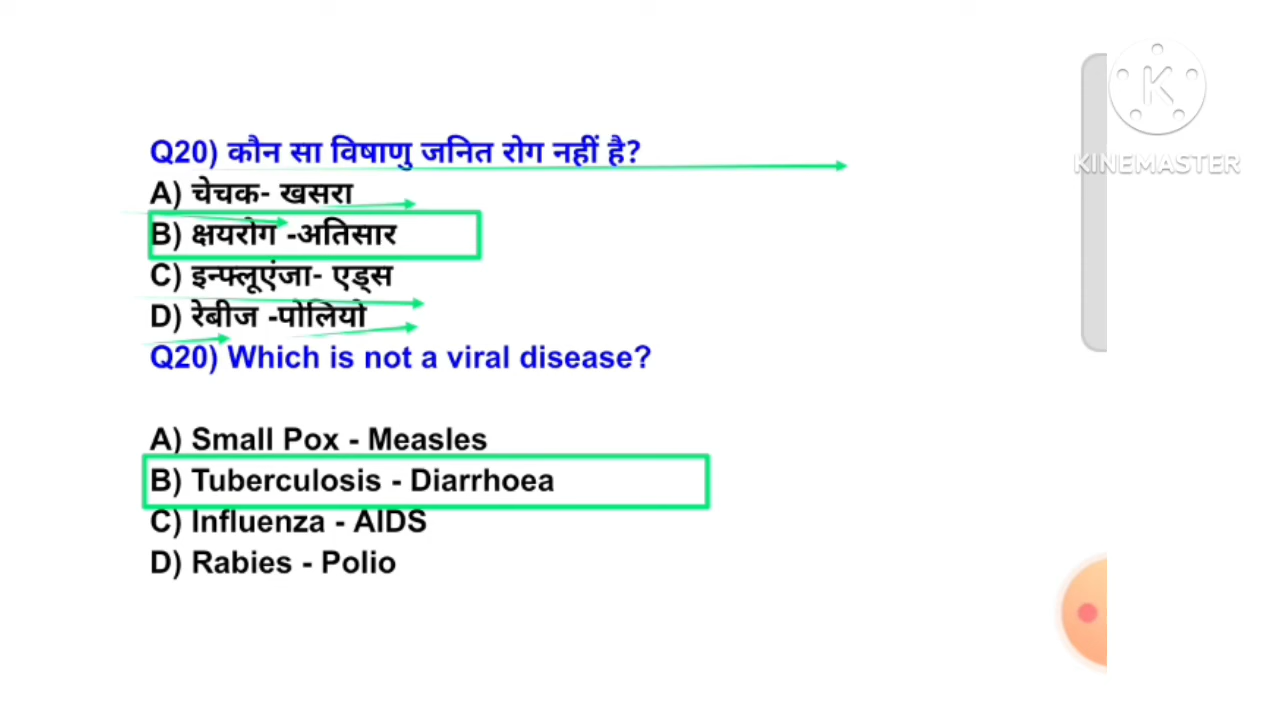 Q20) कौन सा विषाणु जनित रोग नहीं है?
A) चेचक- खसरा
B) क्षयरोग -अतिसार
C) इन्फ्लूएंजा- एड्स
D) रेबीज -पोलियो
Q20) Which is not a viral disease?
A) Small Pox - Measles
B) Tuberculosis - Diarrhoea
C) Influenza - AIDS
D) Rabies - Polio
K
KINEMASTER